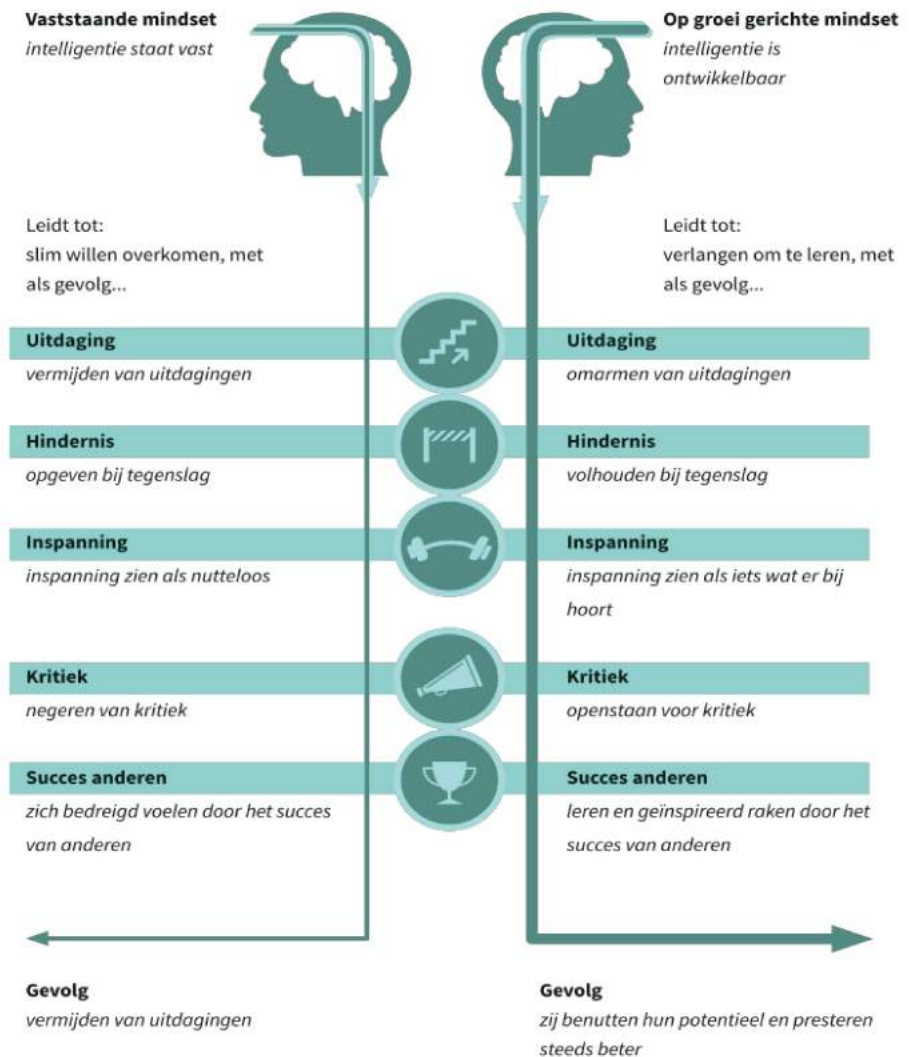 Vaststaande mindset
intelligentie staat vast
Op groei gerichte mindset
intelligentie is
ontwikkelbaar
Leidt tot:
slim willen overkomen, met
als gevolg...
Leidt tot:
verlangen om te leren, met
als gevolg...
Uitdaging
vermijden van uitdagingen
Uitdaging
omarmen van uitdagingen
Hindernis
opgeven bij tegenslag
Hindernis
volhouden bij tegenslag
Inspanning
inspanning zien als nutteloos
Inspanning
inspanning zien als iets wat er bij
hoort
Kritiek
negeren van kritiek
Kritiek
openstaan voor kritiek
Succes anderen
zich bedreigd voelen door het succes
van anderen
Succes anderen
leren en geïnspireerd raken door het
succes van anderen
Gevolg
vermijden van uitdagingen
Gevolg
zij benutten hun potentieel en presteren
steeds beter